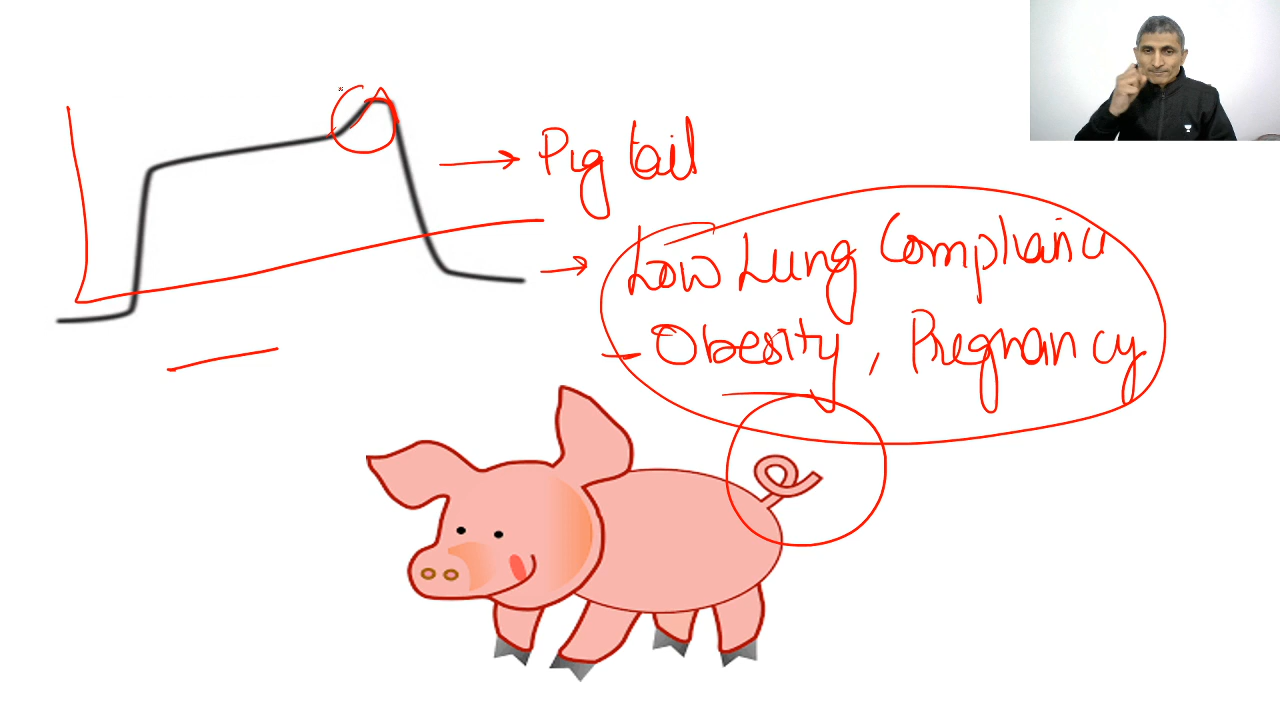 → Pig tail
→ Low Lung Compliance
- Obesity, Pregnancy